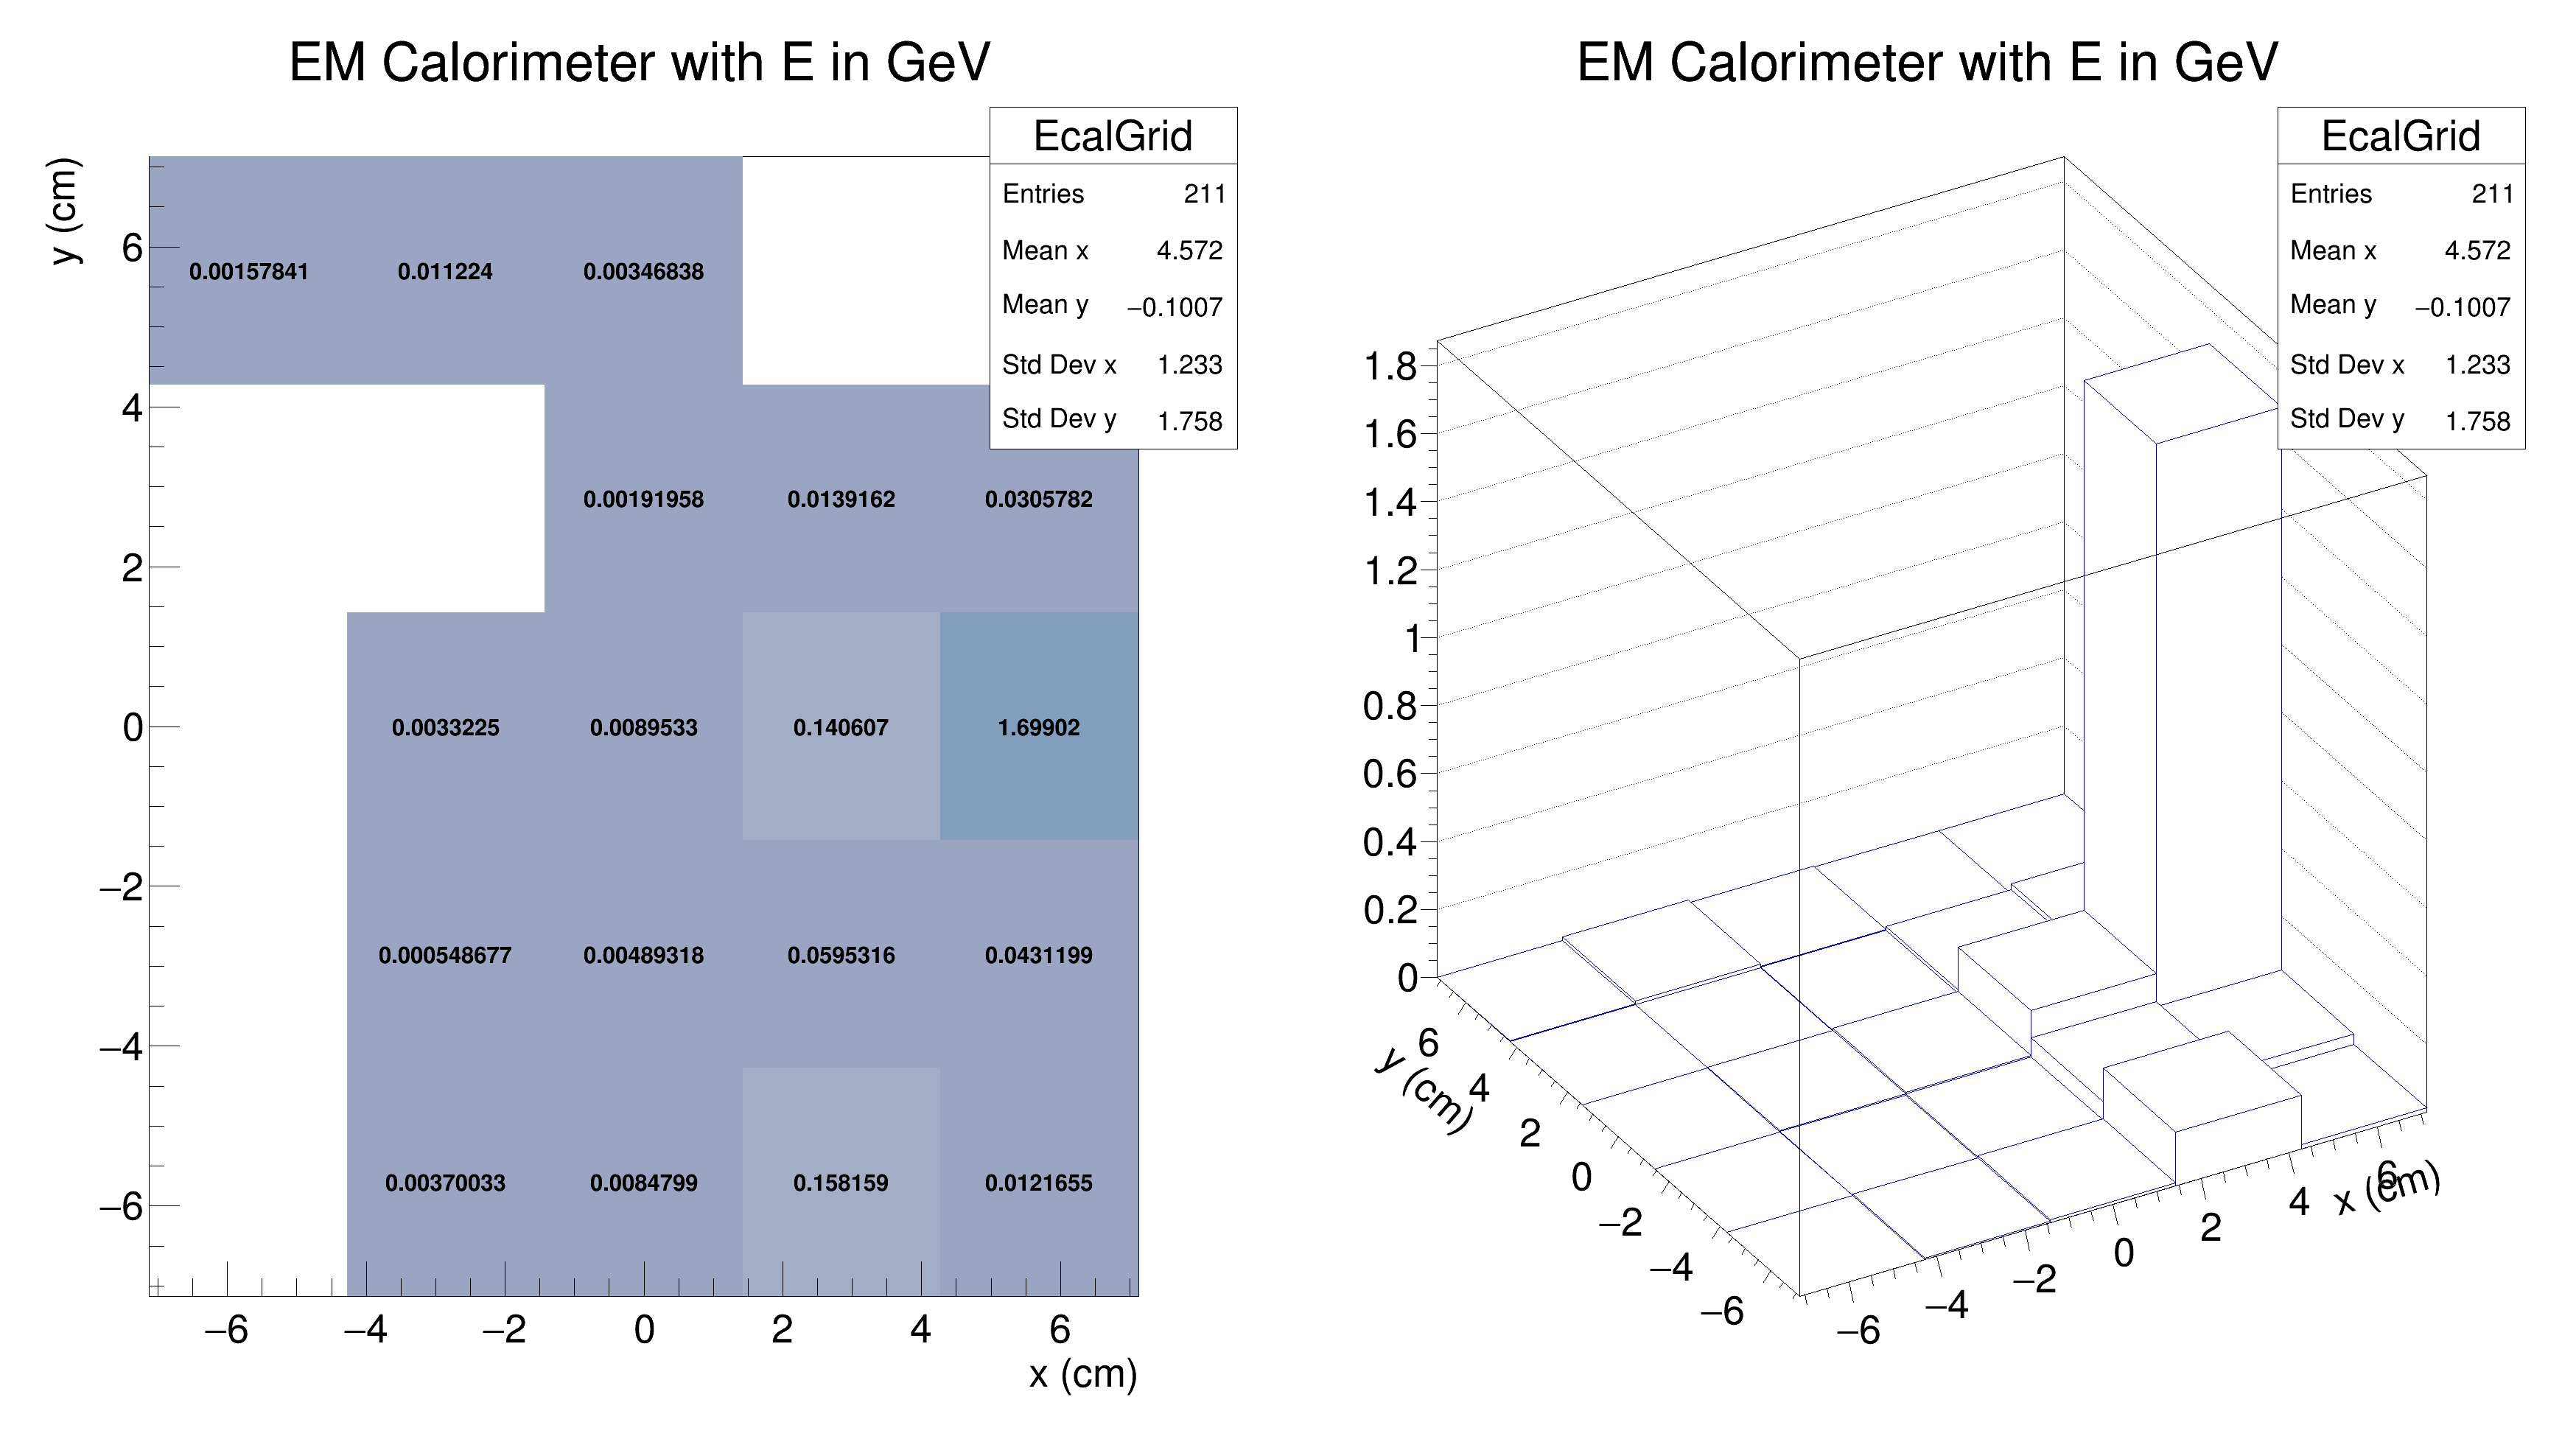 EM Calorimeter with E in GeV
EcalGrid
Entries 211
Mean x 4.572
Mean y −0.1007
Std Dev x 1.233
Std Dev y 1.758
y (cm)
6
4
2
0
−2
−4
−6
0.00157841 0.011224 0.00346838
0.00191958 0.0139162 0.0305782
0.0033225 0.0089533 0.140607 1.69902
0.000548677 0.00489318 0.0595316 0.0431199
0.00370033 0.0084799 0.158159 0.0121655
−6 −4 −2 0 2 4 6
x (cm)
EM Calorimeter with E in GeV
EcalGrid
Entries 211
Mean x 4.572
Mean y −0.1007
Std Dev x 1.233
Std Dev y 1.758
1.8
1.6
1.4
1.2
1
0.8
0.6
0.4
0.2
0
y (cm)
6
4
2
0
−2
−4
−6
−6 −4 −2 0 2 4 6
x (cm)